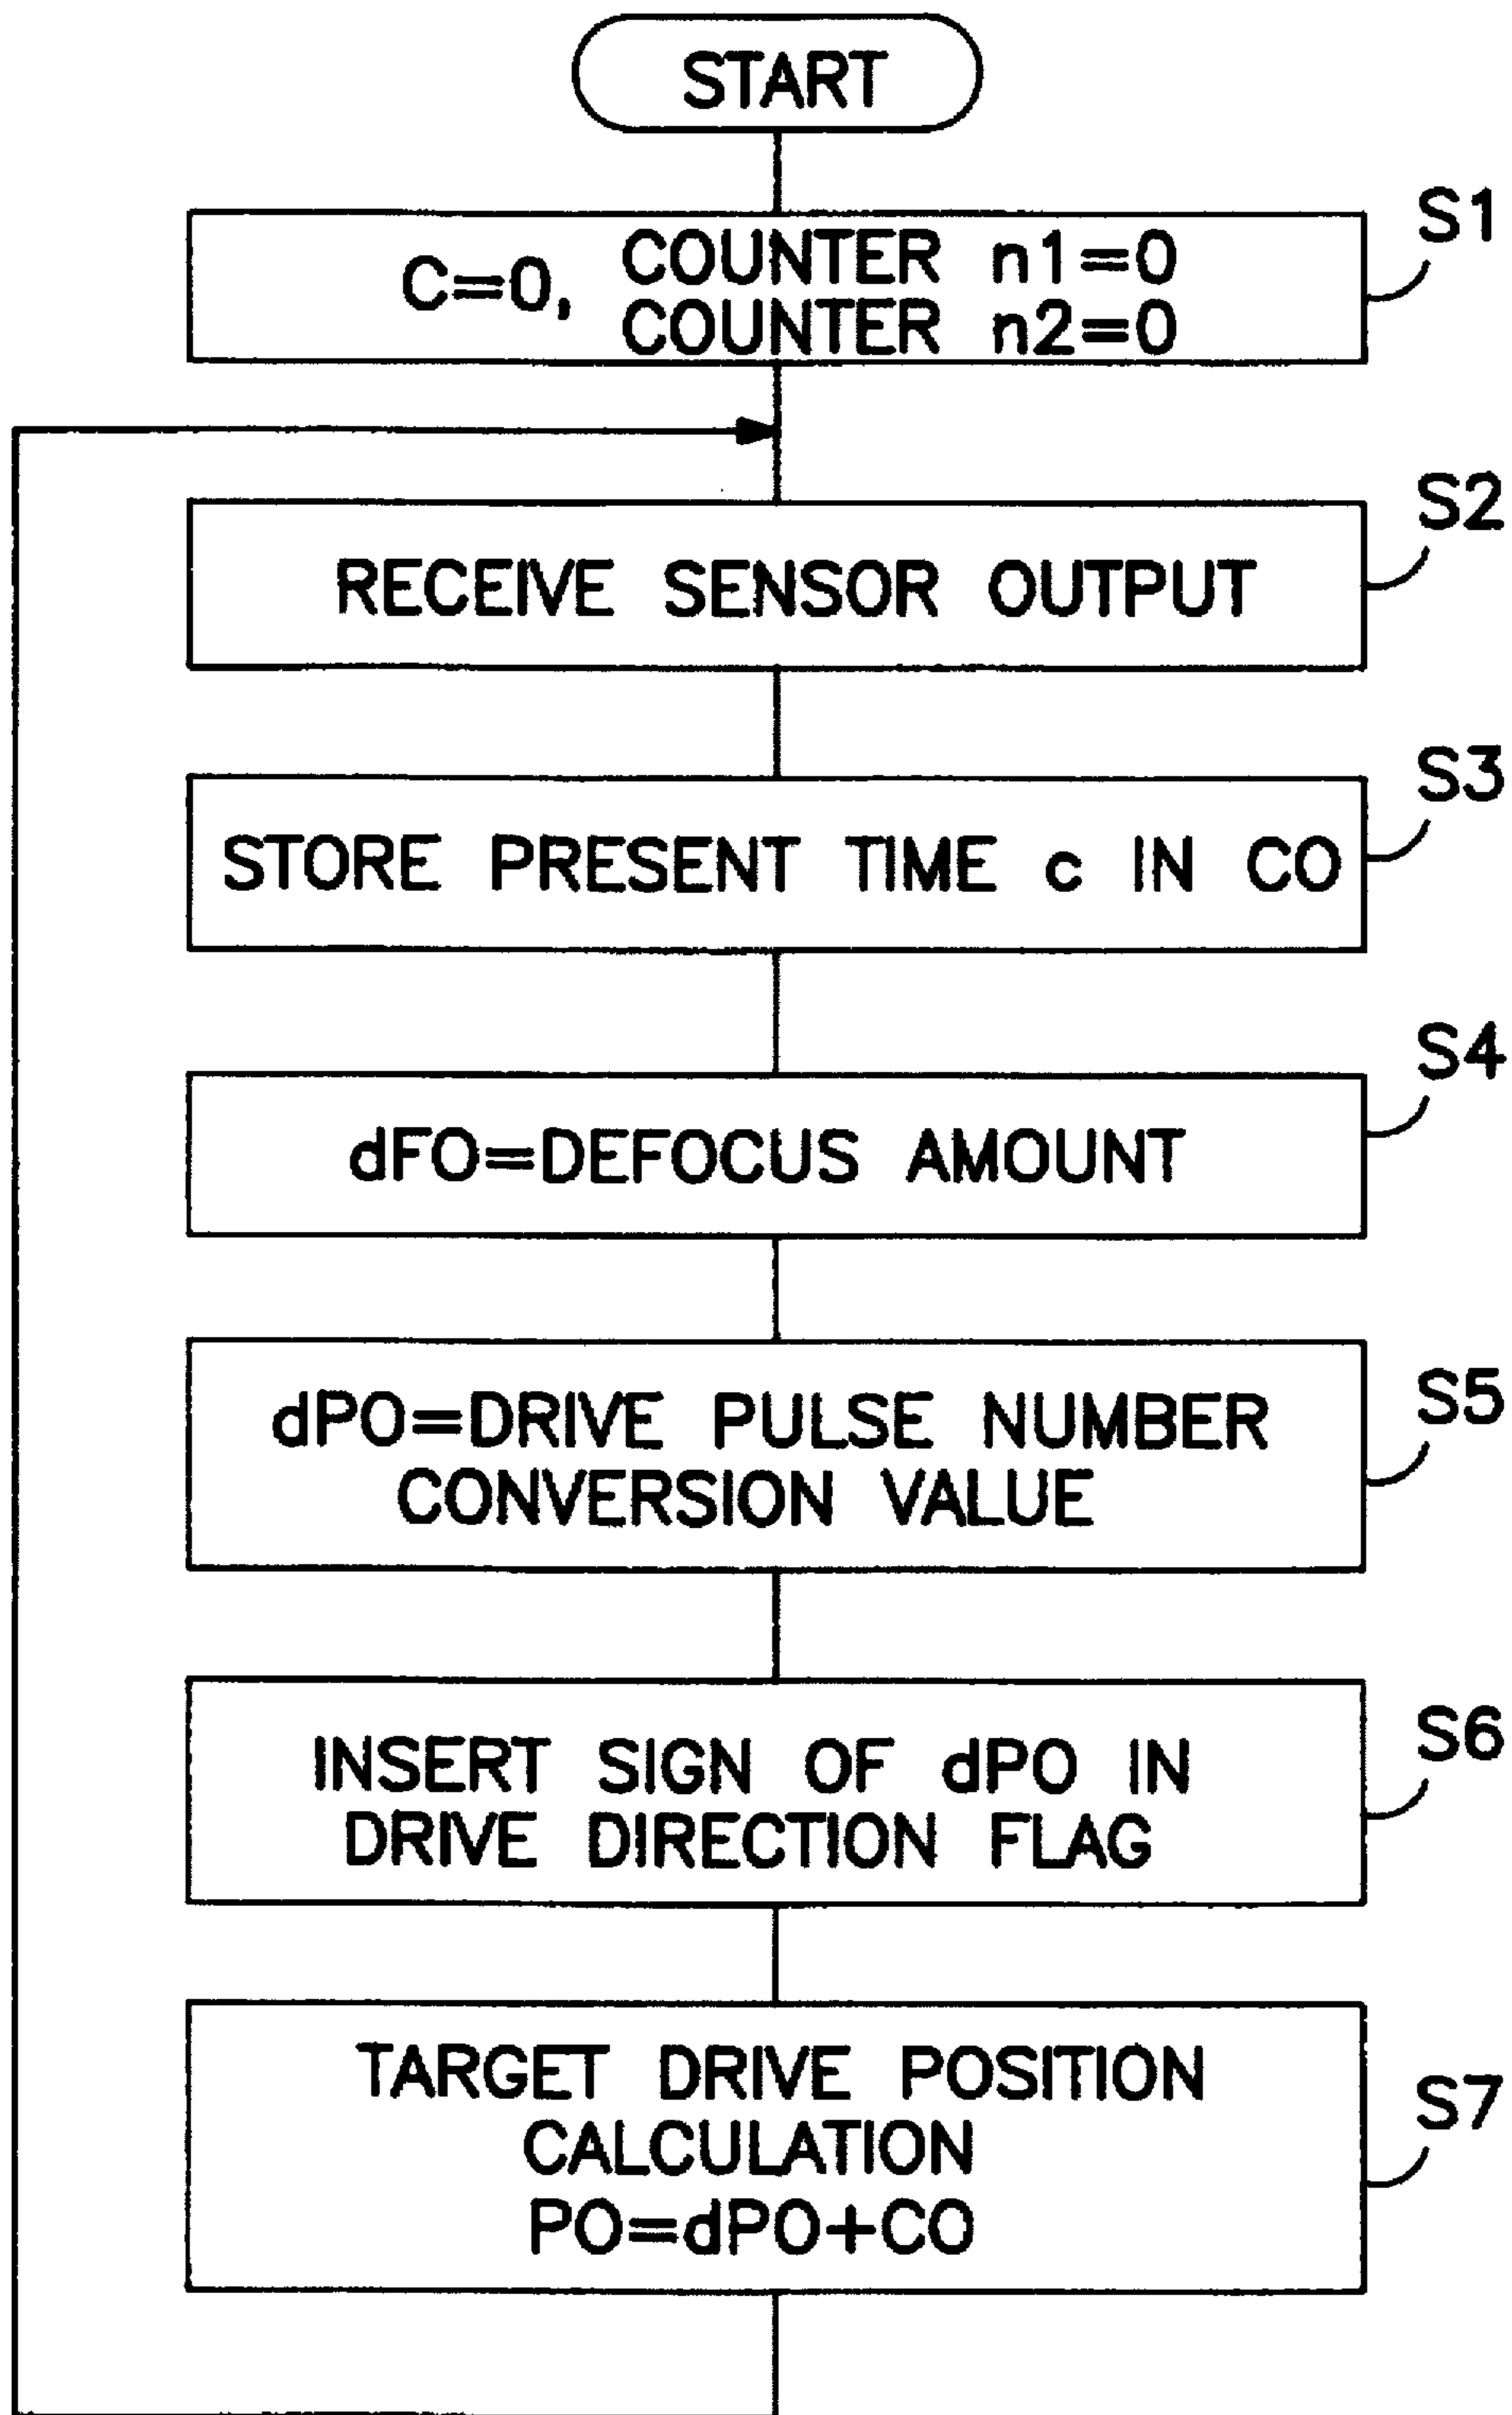 START
S1
C=0, COUNTER n1=0
COUNTER n2=0
S2
RECEIVE SENSOR OUTPUT
S3
STORE PRESENT TIME c IN CO
S4
dFO=DEFOCUS AMOUNT
S5
dPO=DRIVE PULSE NUMBER
CONVERSION VALUE
S6
INSERT SIGN OF dPO IN
DRIVE DIRECTION FLAG
S7
TARGET DRIVE POSITION
CALCULATION
PO=dPO+CO